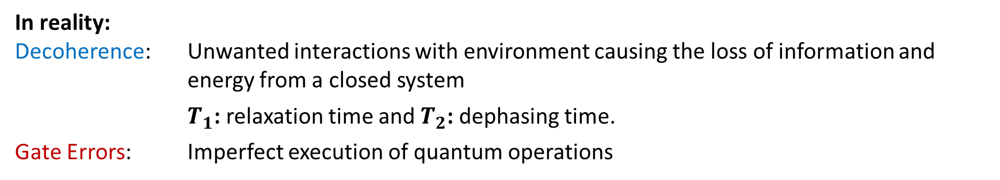 In reality:
Decoherence: Unwanted interactions with environment causing the loss of information and
energy from a closed system
T₁: relaxation time and T₂: dephasing time.
Gate Errors: Imperfect execution of quantum operations